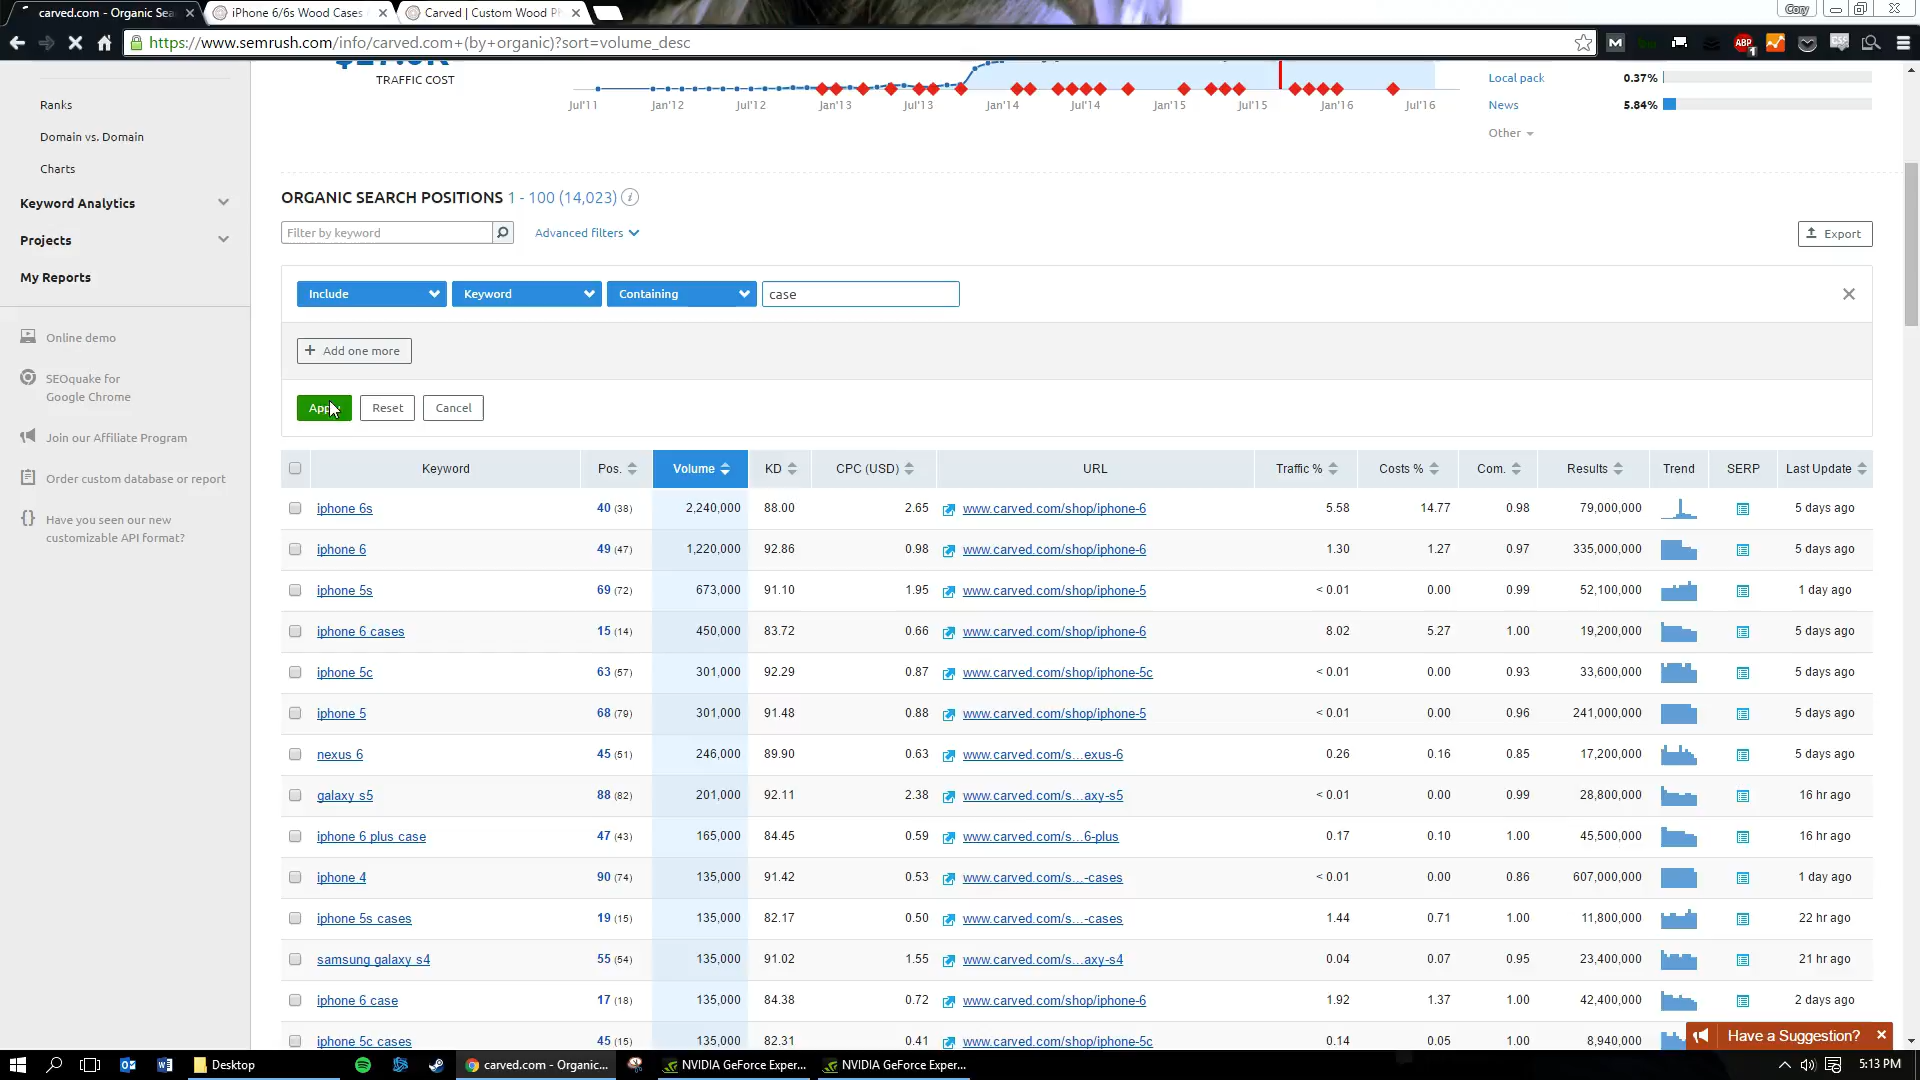 carved.com - Organic Sea
iPhone 6/6s Wood Cases
Carved | Custom Wood Ph
Cory
https://www.semrush.com/info/carved.com+(by+organic)?sort=volume_desc
TRAFFIC COST
Jul'11 Jan'12 Jul'12 Jan'13 Jul'13 Jan'14 Jul'14 Jan'15 Jul'15 Jan'16 Jul'16
Local pack 0.37%
News 5.84%
Other
Ranks
Domain vs. Domain
Charts
Keyword Analytics
Projects
My Reports
Online demo
SEOquake for
Google Chrome
Join our Affiliate Program
Order custom database or report
Have you seen our new
customizable API format?
ORGANIC SEARCH POSITIONS 1 - 100 (14,023)
Filter by keyword Advanced filters Export
Include Keyword Containing case
Add one more
Apply Reset Cancel
Keyword Pos. Volume KD CPC (USD) URL Traffic % Costs % Com. Results Trend SERP Last Update
iphone 6s 40 (38) 2,240,000 88.00 2.65 www.carved.com/shop/iphone-6 5.58 14.77 0.98 79,000,000 5 days ago
iphone 6 49 (47) 1,220,000 92.86 0.98 www.carved.com/shop/iphone-6 1.30 1.27 0.97 335,000,000 5 days ago
iphone 5s 69 (72) 673,000 91.10 1.95 www.carved.com/shop/iphone-5 < 0.01 0.00 0.99 52,100,000 1 day ago
iphone 6 cases 15 (14) 450,000 83.72 0.66 www.carved.com/shop/iphone-6 8.02 5.27 1.00 19,200,000 5 days ago
iphone 5c 63 (57) 301,000 92.29 0.87 www.carved.com/shop/iphone-5c < 0.01 0.00 0.93 33,600,000 5 days ago
iphone 5 68 (79) 301,000 91.48 0.88 www.carved.com/shop/iphone-5 < 0.01 0.00 0.96 241,000,000 5 days ago
nexus 6 45 (51) 246,000 89.90 0.63 www.carved.com/s...exus-6 0.26 0.16 0.85 17,200,000 5 days ago
galaxy s5 88 (82) 201,000 92.11 2.38 www.carved.com/s...axy-s5 < 0.01 0.00 0.99 28,800,000 16 hr ago
iphone 6 plus case 47 (43) 165,000 84.45 0.59 www.carved.com/s...6-plus 0.17 0.10 1.00 45,500,000 16 hr ago
iphone 4 90 (74) 135,000 91.42 0.53 www.carved.com/s...-cases < 0.01 0.00 0.86 607,000,000 1 day ago
iphone 5s cases 19 (15) 135,000 82.17 0.50 www.carved.com/s...-cases 1.44 0.71 1.00 11,800,000 22 hr ago
samsung galaxy s4 55 (54) 135,000 91.02 1.55 www.carved.com/s...axy-s4 0.04 0.07 0.95 23,400,000 21 hr ago
iphone 6 case 17 (18) 135,000 84.38 0.72 www.carved.com/shop/iphone-6 1.92 1.37 1.00 42,400,000 2 days ago
iphone 5c cases 45 (15) 135,000 82.31 0.41 www.carved.com/shop/iphone-5c 0.14 0.05 1.00 8,940,000 5 days ago
Have a Suggestion?
Desktop
carved.com - Organic...
NVIDIA GeForce Exper...
NVIDIA GeForce Exper...
5:13 PM